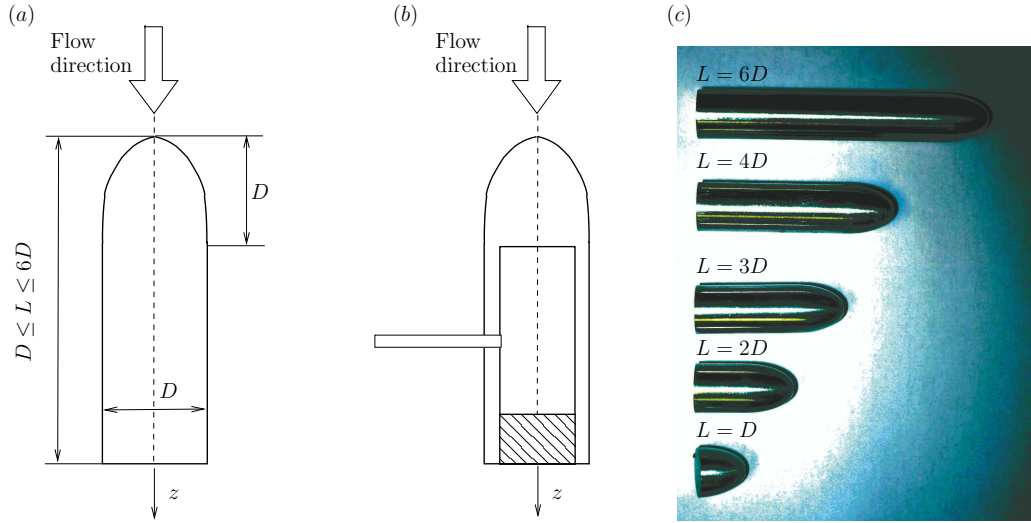 (a)
Flow
direction
D
D ≤ L ≤ 6D
D
z
(b)
Flow
direction
z
(c)
L = 6D
L = 4D
L = 3D
L = 2D
L = D